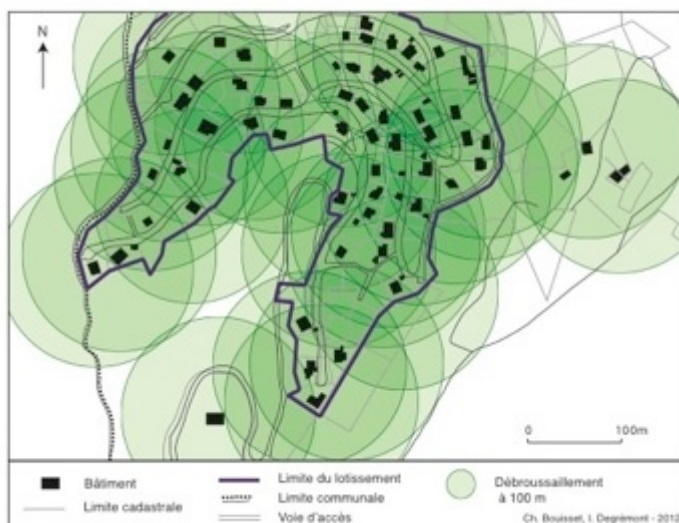 N
0 100m
Bâtiment
Limite cadastrale
Limite du lotissement
Limite communale
Voie d'accès
Débroussaillement
à 100 m
Ch. Bouisset, I. Degrémont - 2012